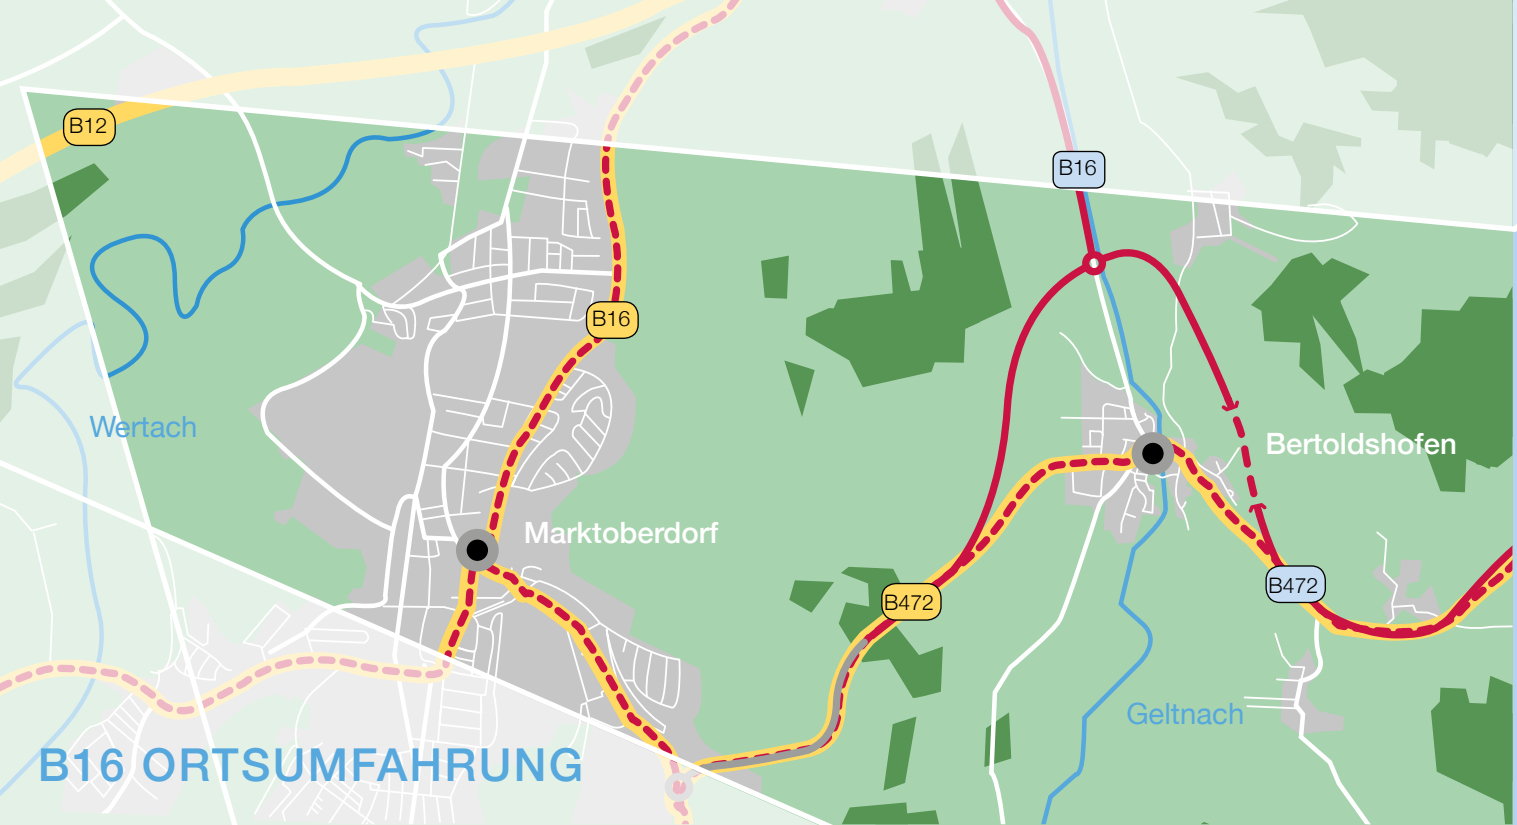 B12
B16
B16
Wertach
Bertoldshofen
Marktoberdorf
B472
B472
Geltnach
B16 ORTSUMFAHRUNG